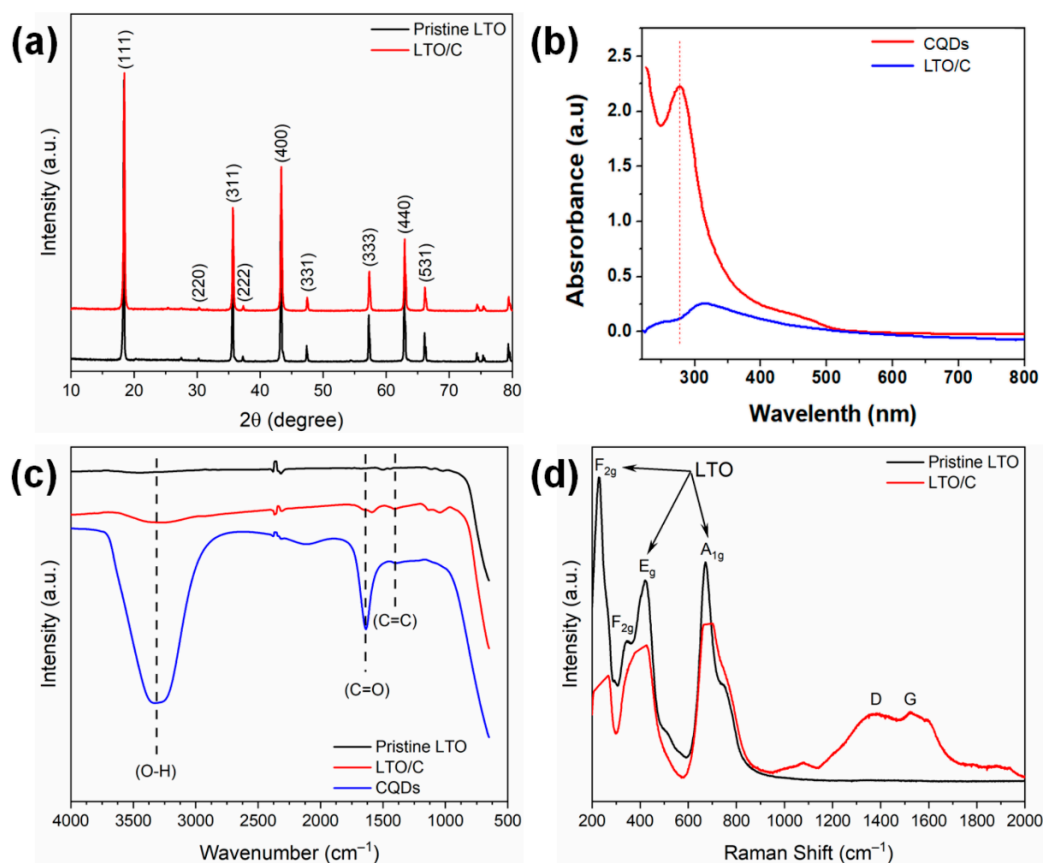 (a)
Pristine LTO
LTO/C
(111)
(220)
(311)
(222)
(400)
(331)
(333)
(440)
(531)
Intensity (a.u.)
10 20 30 40 50 60 70 80
2θ (degree)
(b)
CQDs
LTO/C
2.5
2.0
1.5
1.0
0.5
0.0
Absrorbance (a.u)
300 400 500 600 700 800
Wavelenth (nm)
(c)
(O-H)
(C=O)
(C=C)
Pristine LTO
LTO/C
CQDs
Intensity (a.u.)
4000 3500 3000 2500 2000 1500 1000 500
Wavenumber (cm⁻¹)
(d)
Pristine LTO
LTO/C
F2g
LTO
F2g
Eg
A1g
D G
Intensity (a.u.)
200 400 600 800 1000 1200 1400 1600 1800 2000
Raman Shift (cm⁻¹)